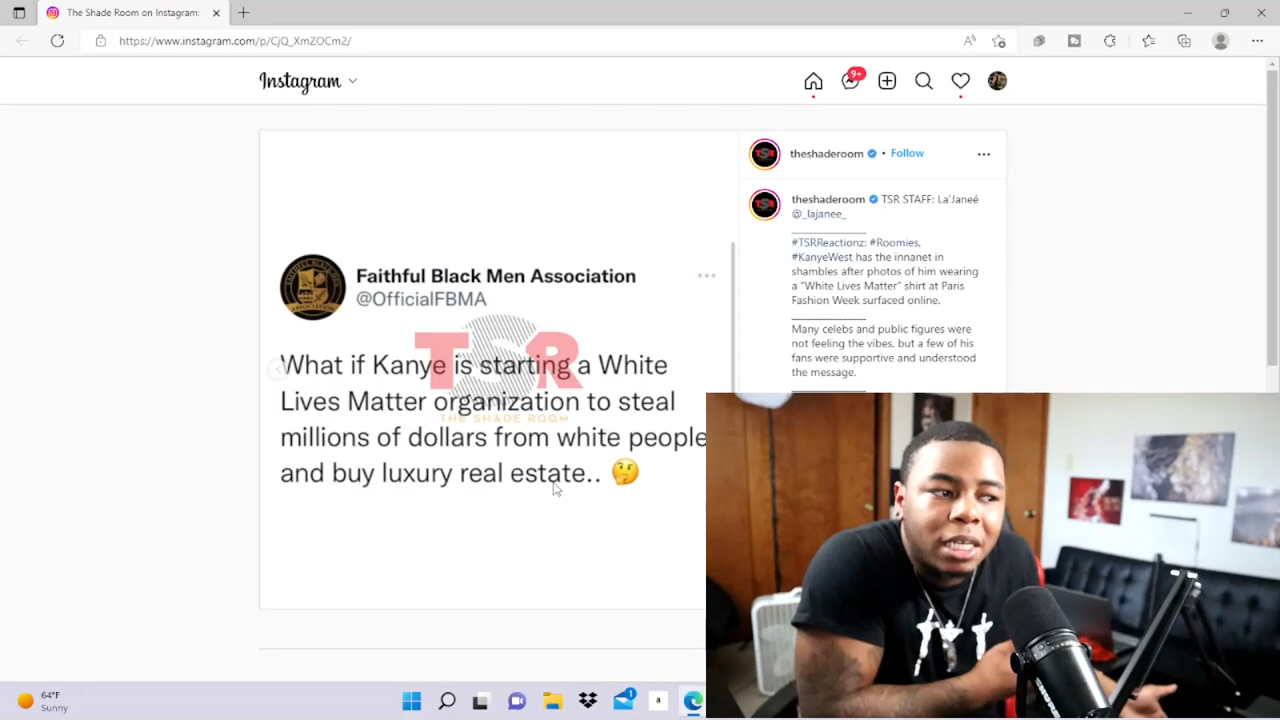 The Shade Room on Instagram:
https://www.instagram.com/p/CjQ_XmZOCm2/
Instagram
9+
theshaderoom • Follow
theshaderoom TSR STAFF: La'Janeé
@_lajanee_
#TSRReactionz: #Roomies,
#KanyeWest has the innanet in
shambles after photos of him wearing
a “White Lives Matter” shirt at Paris
Fashion Week surfaced online.
Many celebs and public figures were
not feeling the vibes, but a few of his
fans were supportive and understood
the message.
Faithful Black Men Association
@OfficialFBMA
TSR
THE SHADE ROOM
What if Kanye is starting a White
Lives Matter organization to steal
millions of dollars from white people
and buy luxury real estate.. 🤔
SHURE
64°F
Sunny
1
a